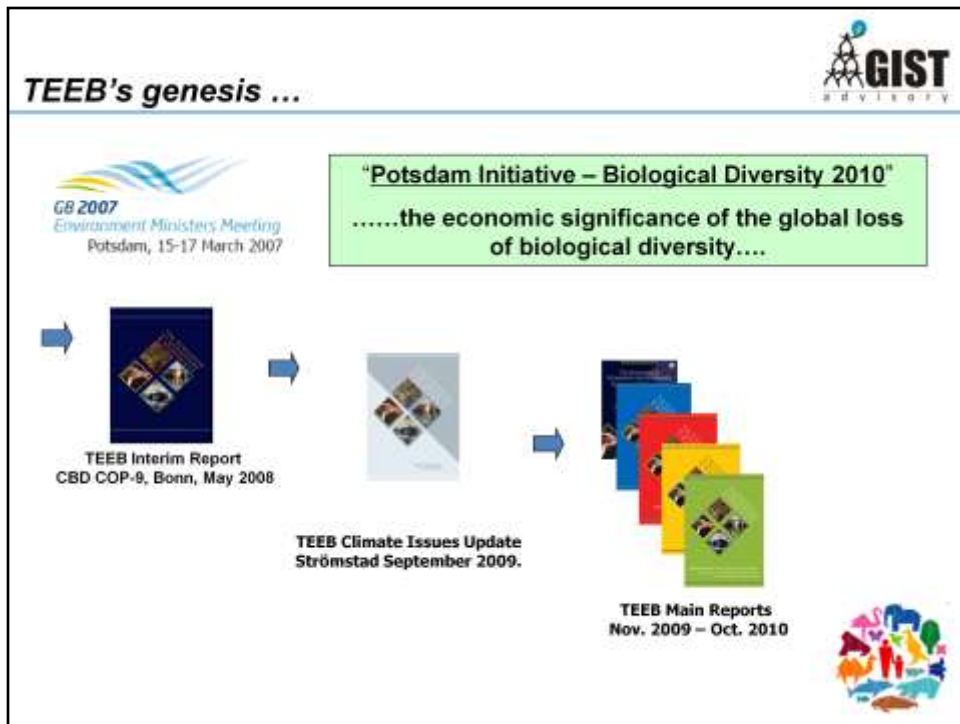 TEEB's genesis …
GIST
advisory
G8 2007
Environment Ministers Meeting
Potsdam, 15-17 March 2007
"Potsdam Initiative – Biological Diversity 2010"
……the economic significance of the global loss
of biological diversity….
TEEB Interim Report
CBD COP-9, Bonn, May 2008
TEEB Climate Issues Update
Strömstad September 2009.
TEEB Main Reports
Nov. 2009 – Oct. 2010